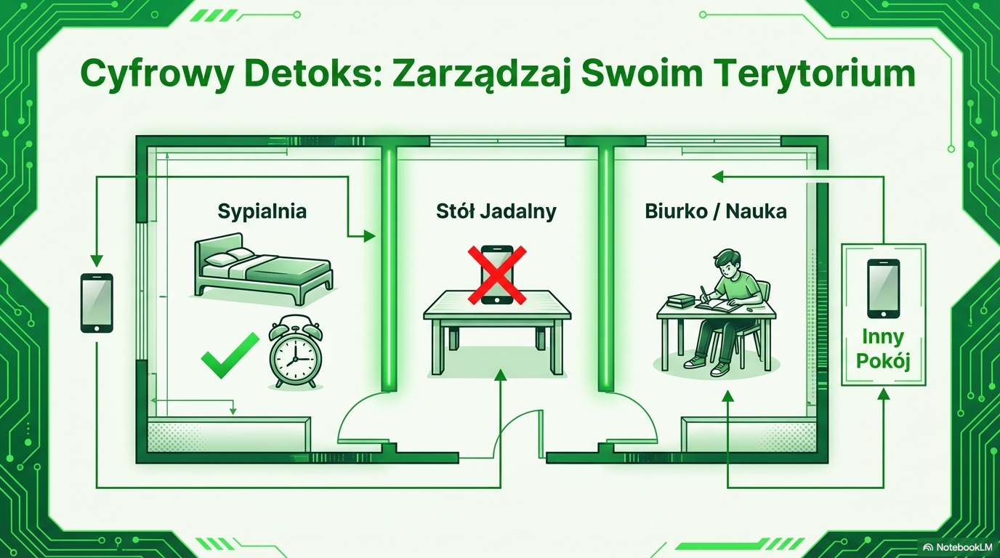 Cyfrowy Detoks: Zarządzaj Swoim Terytorium
Sypialnia
Stół Jadalny
Biurko / Nauka
Inny
Pokój
NotebookLM